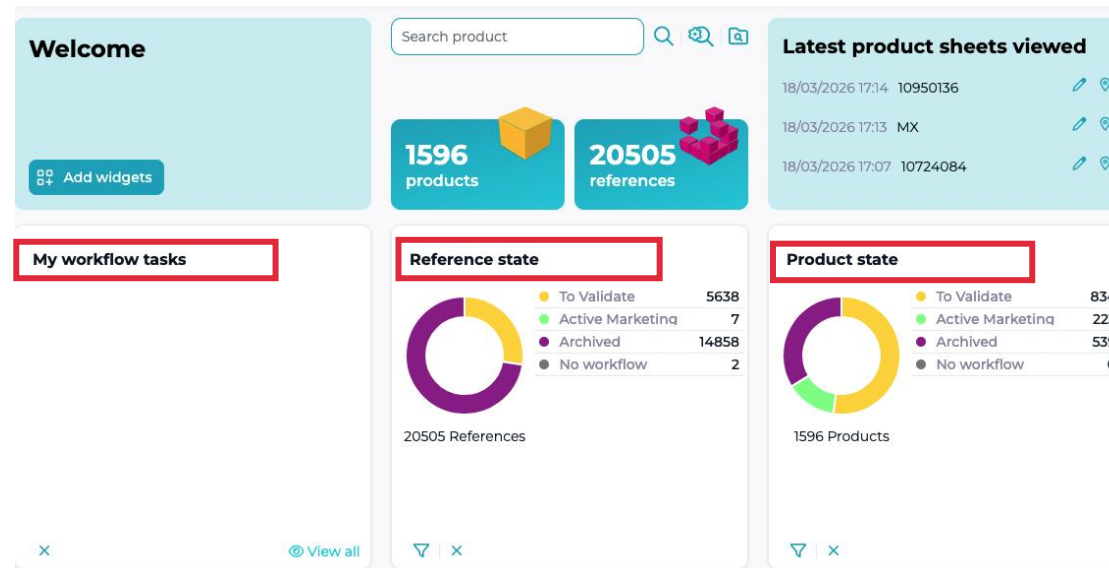 Welcome
Add widgets
Search product
1596
products
20505
references
Latest product sheets viewed
18/03/2026 17:14 10950136
18/03/2026 17:13 MX
18/03/2026 17:07 10724084
My workflow tasks
View all
Reference state
To Validate 5638
Active Marketing 7
Archived 14858
No workflow 2
20505 References
Product state
To Validate
Active Marketing
Archived
No workflow
1596 Products